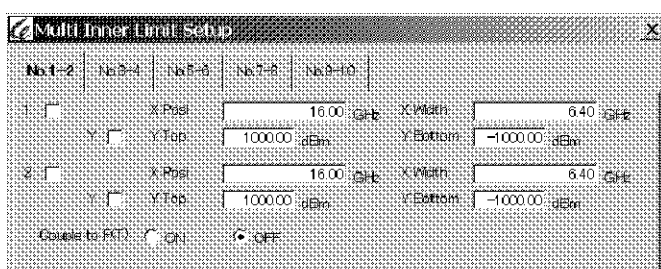 Multi Inner Limit Setup X
No.1-2 No.3-4 No.5-6 No.7-8 No.9-10
1 X Posi 16.00 GHz X Width 6.40 GHz
Y Y Top 1000.00 dBm Y Bottom -1000.00 dBm
2 X Posi 16.00 GHz X Width 6.40 GHz
Y Y Top 1000.00 dBm Y Bottom -1000.00 dBm
Couple to F(T) ON OFF